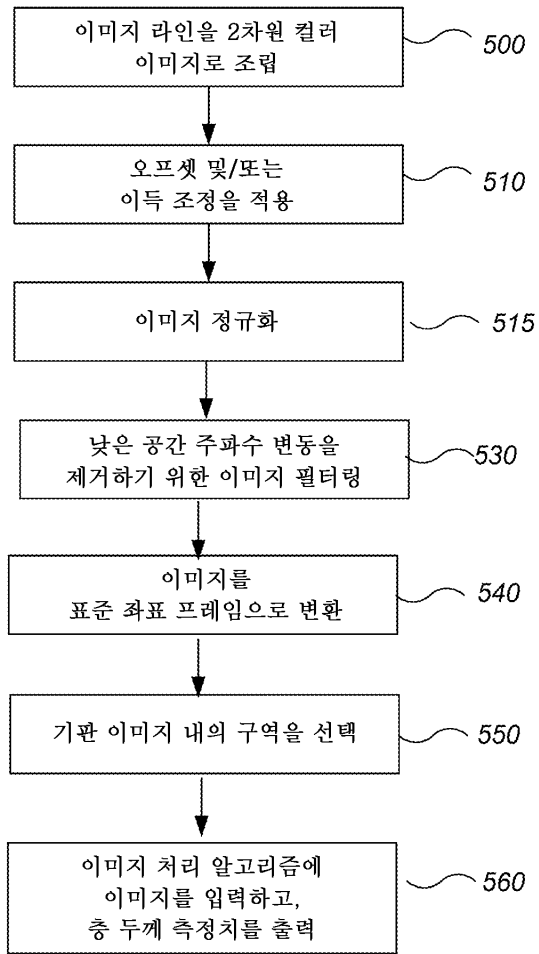 이미지 라인을 2차원 컬러
이미지로 조립
500
오프셋 및/또는
이득 조정을 적용
510
이미지 정규화
515
낮은 공간 주파수 변동을
제거하기 위한 이미지 필터링
530
이미지를
표준 좌표 프레임으로 변환
540
기판 이미지 내의 구역을 선택
550
이미지 처리 알고리즘에
이미지를 입력하고,
층 두께 측정치를 출력
560